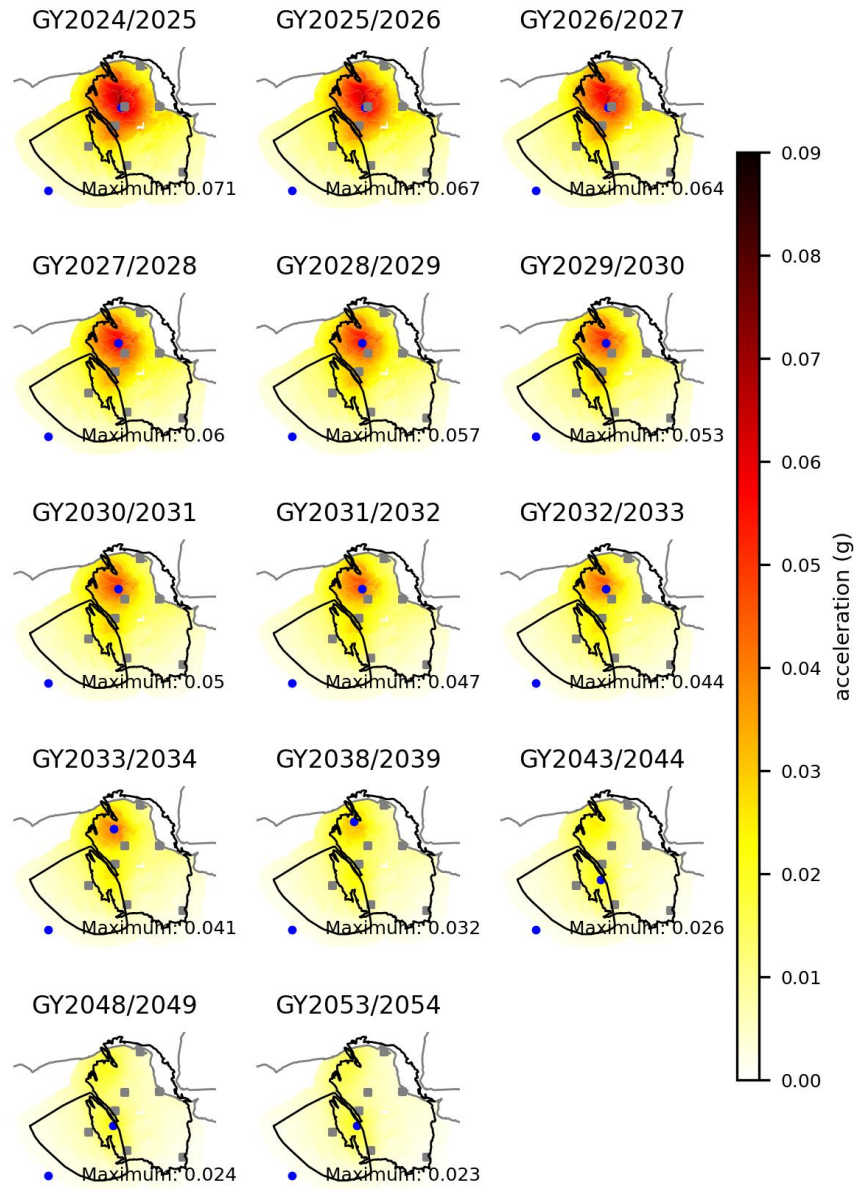 GY2024/2025 GY2025/2026 GY2026/2027
Maximum: 0.071 Maximum: 0.067 Maximum: 0.064
GY2027/2028 GY2028/2029 GY2029/2030
Maximum: 0.06 Maximum: 0.057 Maximum: 0.053
GY2030/2031 GY2031/2032 GY2032/2033
Maximum: 0.05 Maximum: 0.047 Maximum: 0.044
GY2033/2034 GY2038/2039 GY2043/2044
Maximum: 0.041 Maximum: 0.032 Maximum: 0.026
GY2048/2049 GY2053/2054
Maximum: 0.024 Maximum: 0.023
0.09
0.08
0.07
0.06
0.05
0.04
0.03
0.02
0.01
0.00
acceleration (g)